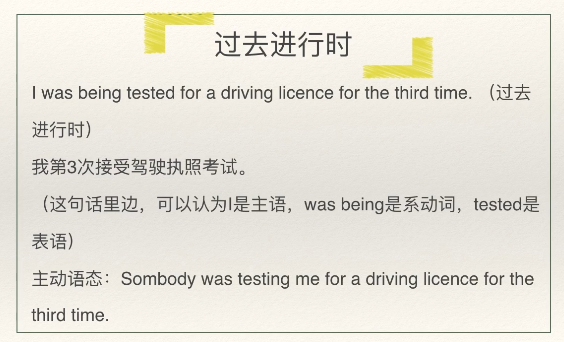 过去进行时
I was being tested for a driving licence for the third time. （过去
进行时）
我第3次接受驾驶执照考试。
（这句话里边，可以认为I是主语，was being是系动词，tested是
表语）
主动语态：Sombody was testing me for a driving licence for the
third time.